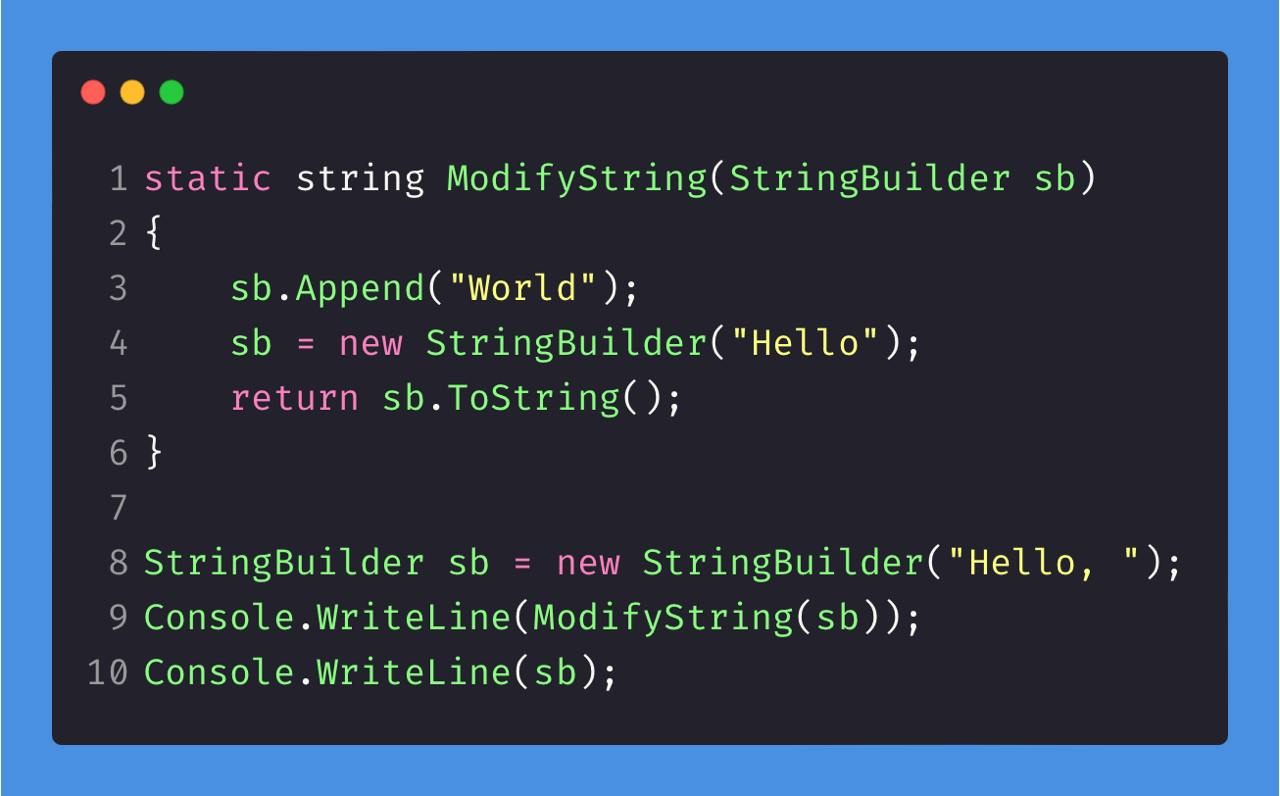 1 static string ModifyString(StringBuilder sb)
2 {
3     sb.Append("World");
4     sb = new StringBuilder("Hello");
5     return sb.ToString();
6 }
7
8 StringBuilder sb = new StringBuilder("Hello, ");
9 Console.WriteLine(ModifyString(sb));
10 Console.WriteLine(sb);